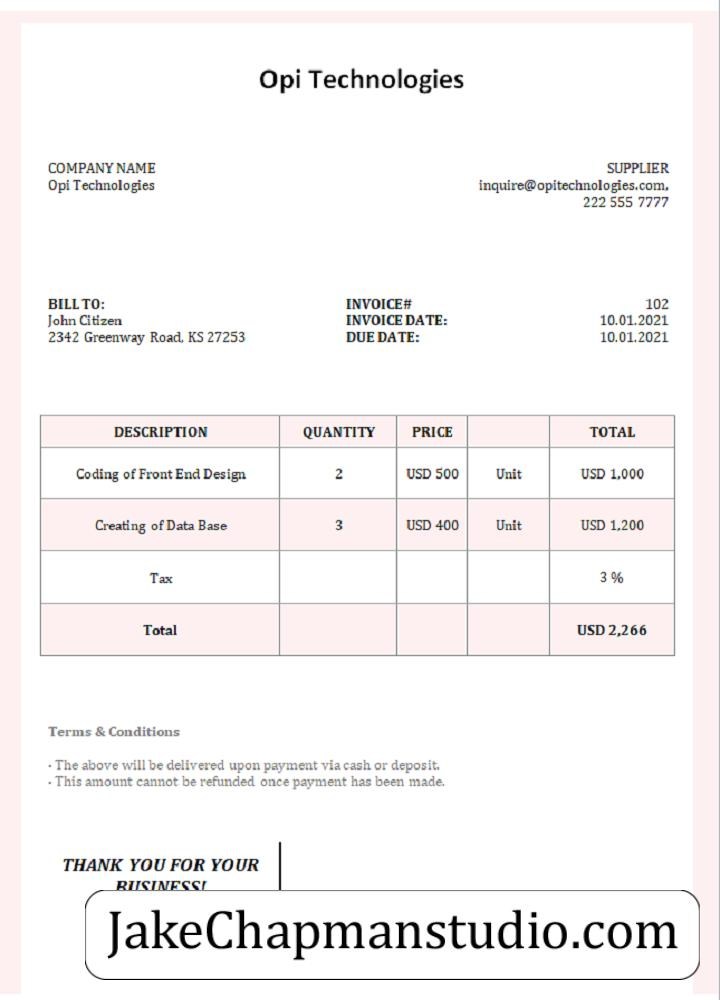 Opi Technologies
COMPANY NAME
Opi Technologies
SUPPLIER
inquire@opitechnologies.com,
222 555 7777
BILL TO:
John Citizen
2342 Greenway Road, KS 27253
INVOICE# 102
INVOICE DATE: 10.01.2021
DUE DATE: 10.01.2021
DESCRIPTION QUANTITY PRICE TOTAL
Coding of Front End Design 2 USD 500 Unit USD 1,000
Creating of Data Base 3 USD 400 Unit USD 1,200
Tax 3 %
Total USD 2,266
Terms & Conditions
· The above will be delivered upon payment via cash or deposit.
· This amount cannot be refunded once payment has been made.
THANK YOU FOR YOUR
BUSINESS!
JakeChapmanstudio.com